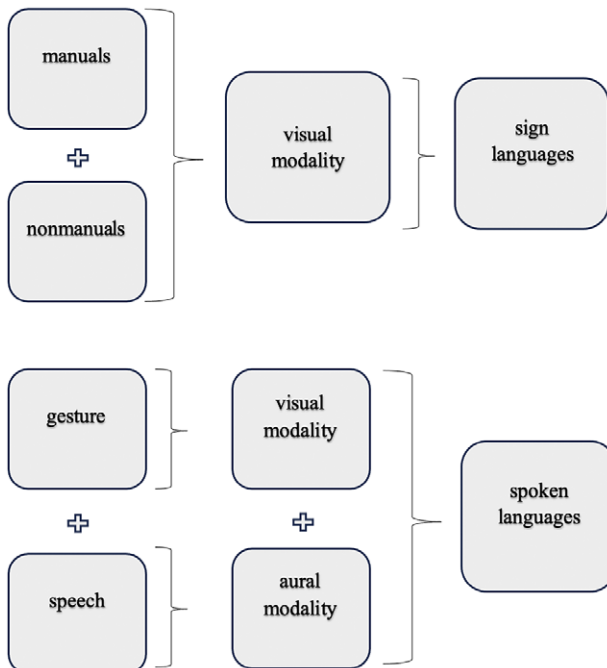 manuals
nonmanuals
visual
modality
sign
languages
gesture
speech
visual
modality
aural
modality
spoken
languages